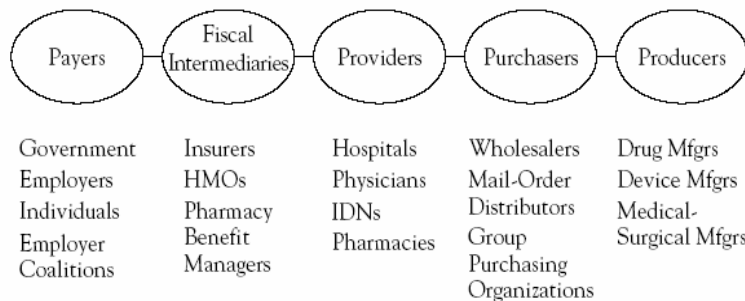 Payers
Fiscal
Intermediaries
Providers
Purchasers
Producers
Government
Employers
Individuals
Employer
Coalitions
Insurers
HMOs
Pharmacy
Benefit
Managers
Hospitals
Physicians
IDNs
Pharmacies
Wholesalers
Mail-Order
Distributors
Group
Purchasing
Organizations
Drug Mfgrs
Device Mfgrs
Medical-
Surgical Mfgrs